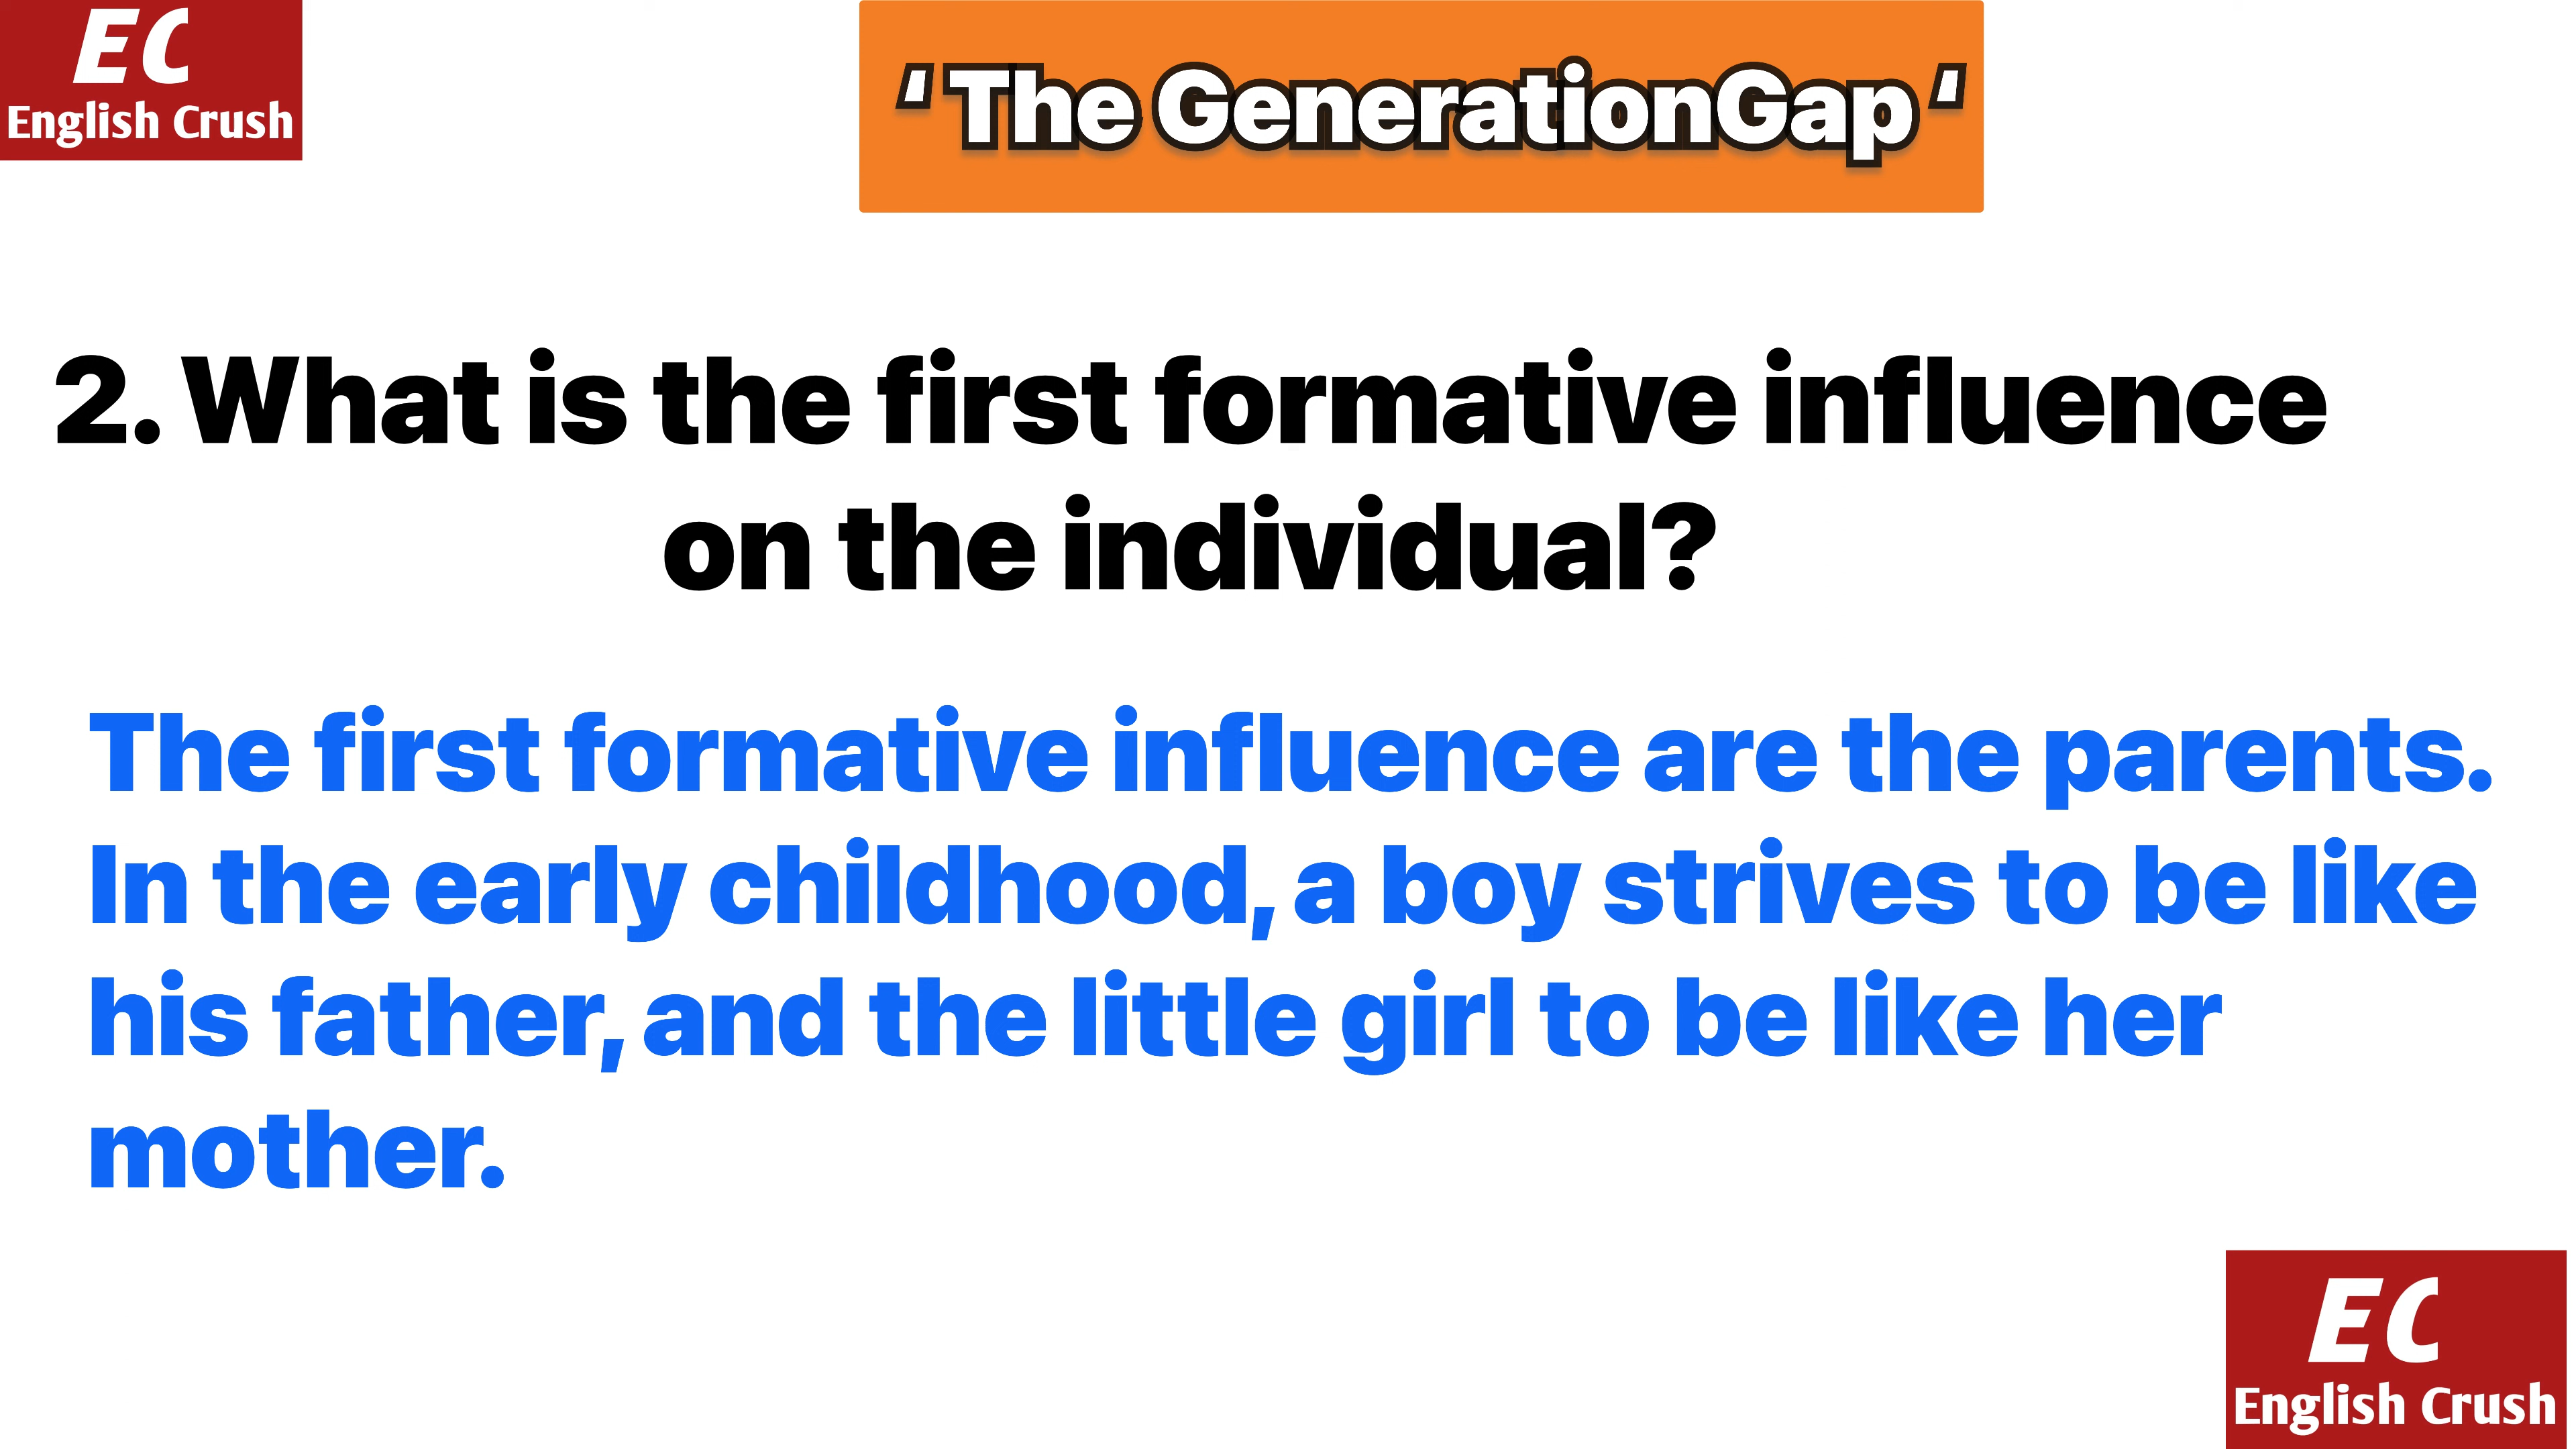 EC
English Crush
‘ The GenerationGap ‘
2. What is the first formative influence
on the individual?
The first formative influence are the parents.
In the early childhood, a boy strives to be like
his father, and the little girl to be like her
mother.
EC
English Crush